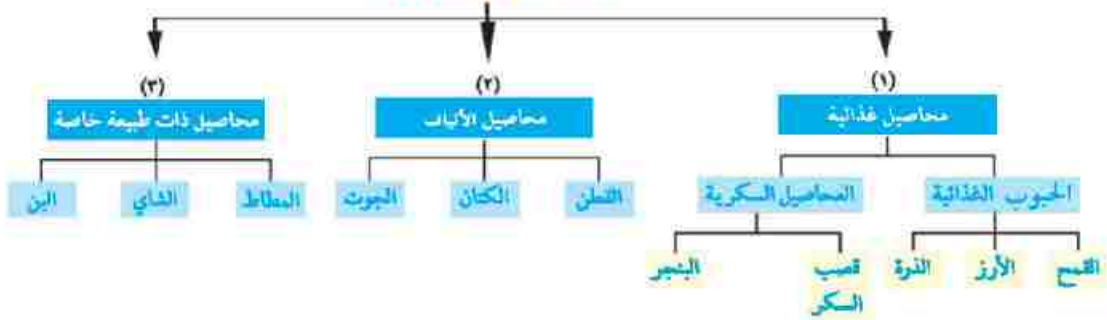 (١) (٢) (٣)
محاصيل غذائية محاصيل الألياف محاصيل ذات طبيعة خاصة
الحبوب الغذائية المحاصيل السكرية القطن الكتان الجوت المطاط الشاي البن
القمح الأرز الذرة قصب البنجر
السكر